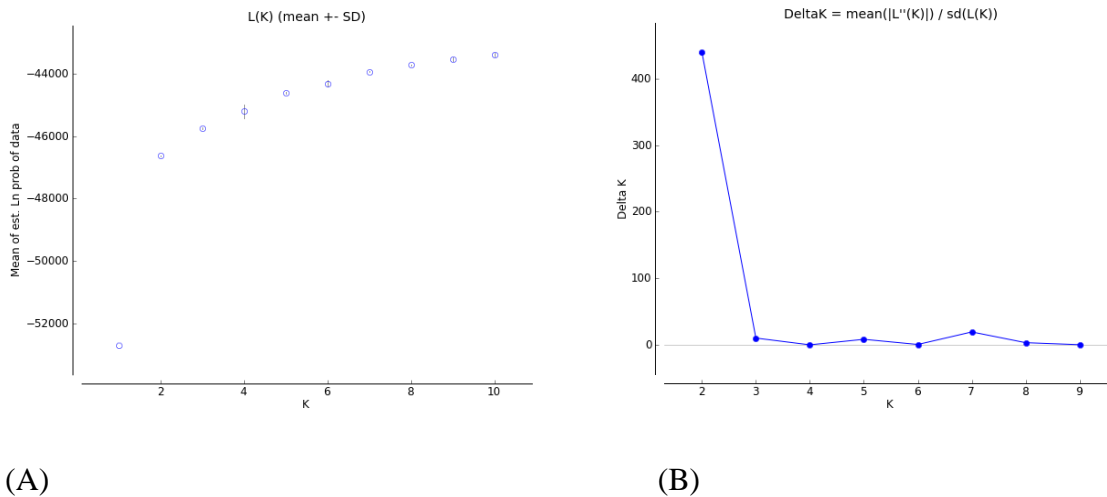 L(K) (mean +- SD)
Mean of est. Ln prob of data
−44000
−46000
−48000
−50000
−52000
2 4 6 8 10
K
(A)
DeltaK = mean(|L''(K)|) / sd(L(K))
Delta K
400
300
200
100
0
2 3 4 5 6 7 8 9
K
(B)